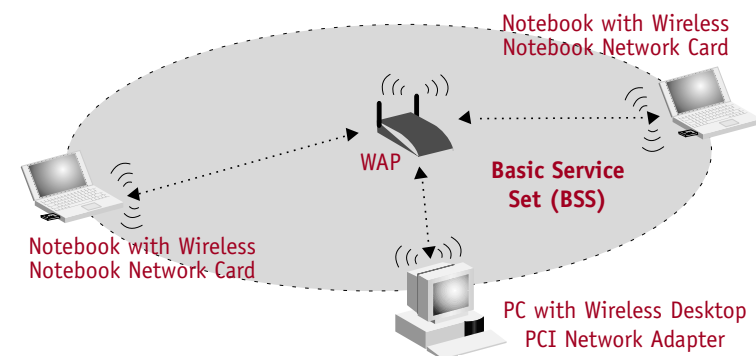 Notebook with Wireless
Notebook Network Card
WAP
Basic Service
Set (BSS)
Notebook with Wireless
Notebook Network Card
PC with Wireless Desktop
PCI Network Adapter